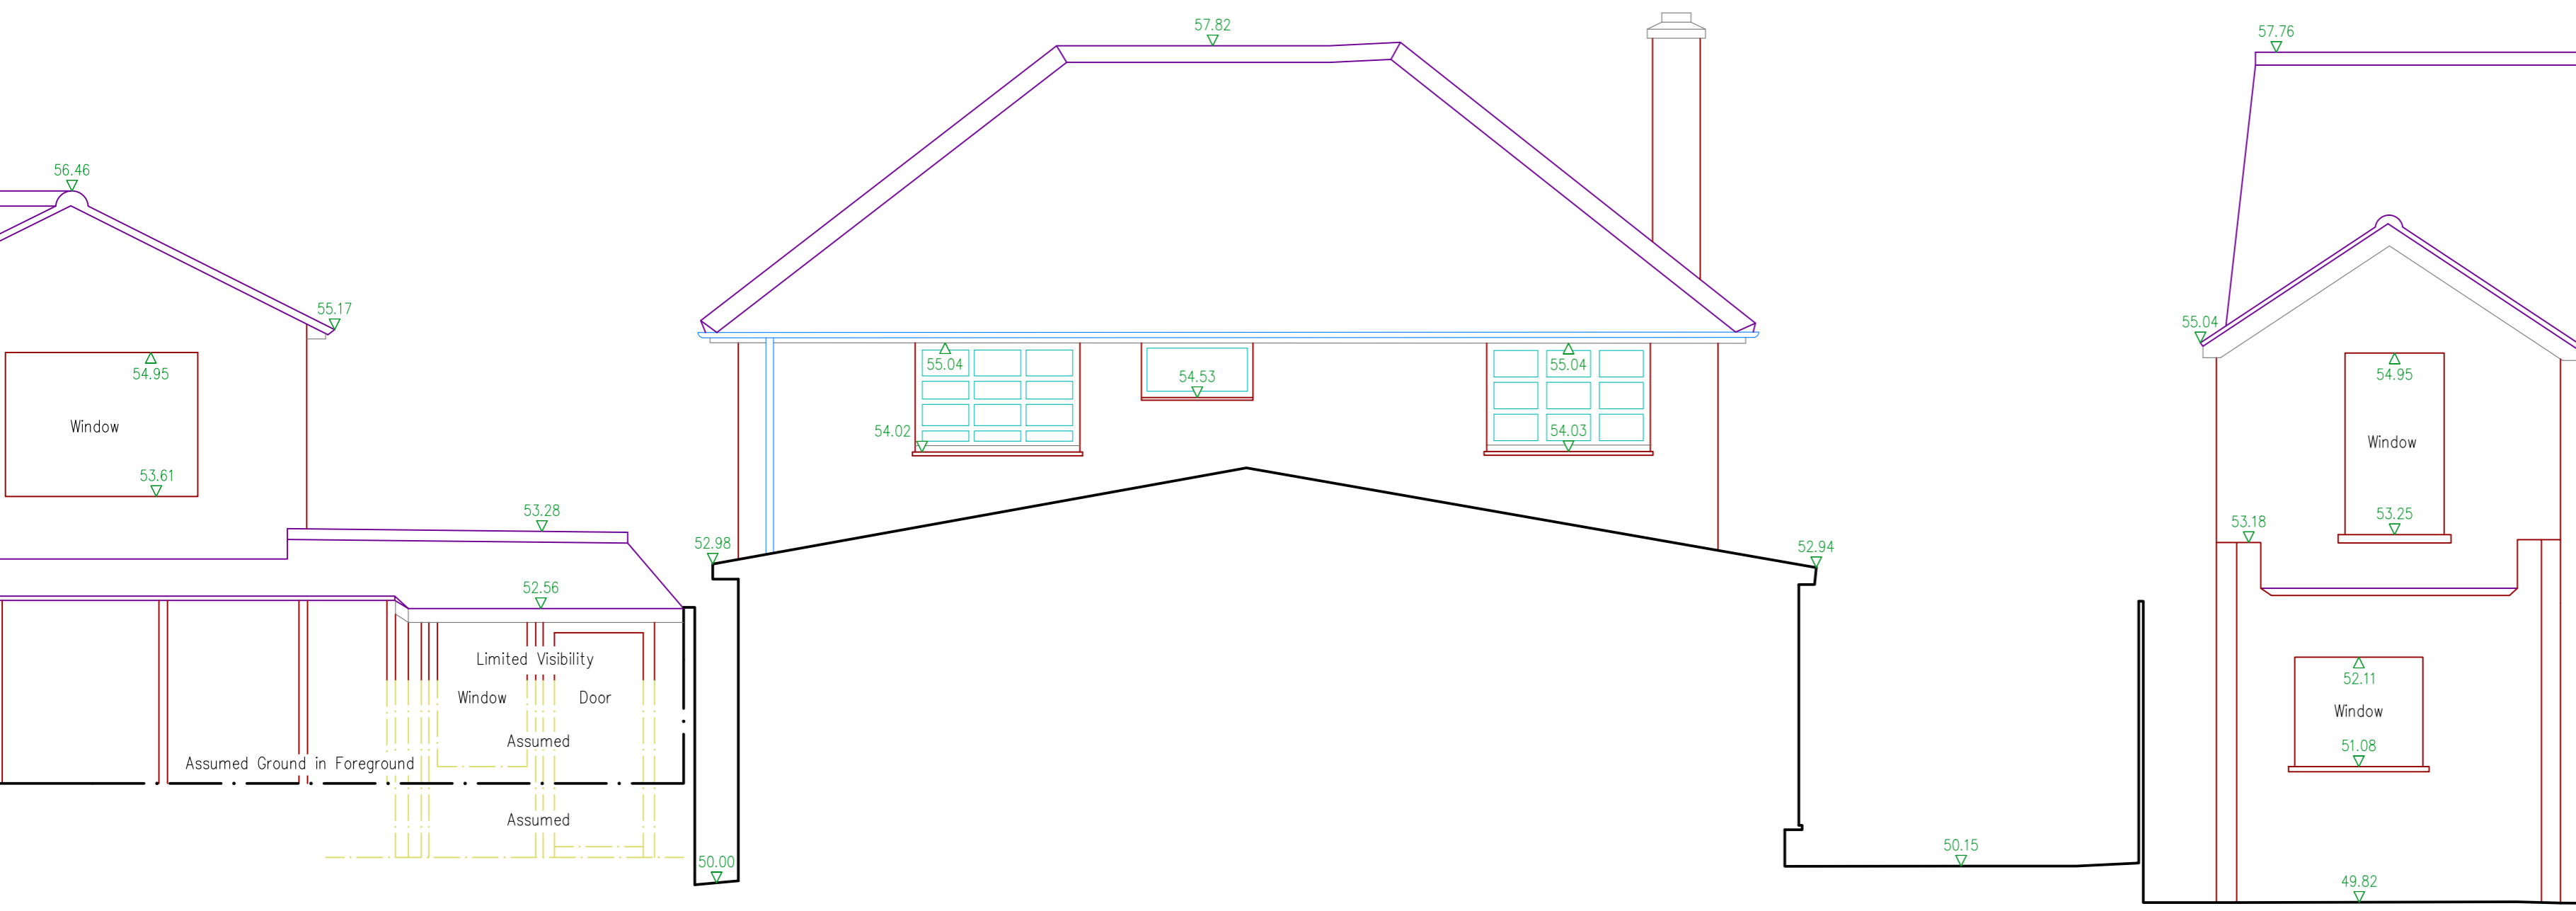 57.82
57.76
56.46
55.17
55.04
54.95
55.04
55.04
54.95
54.53
54.02
54.03
Window
Window
53.61
53.28
53.25
53.18
52.98
52.94
52.56
Limited Visibility
Window
Door
52.11
Window
51.08
Assumed
Assumed Ground in Foreground
Assumed
50.00
50.15
49.82